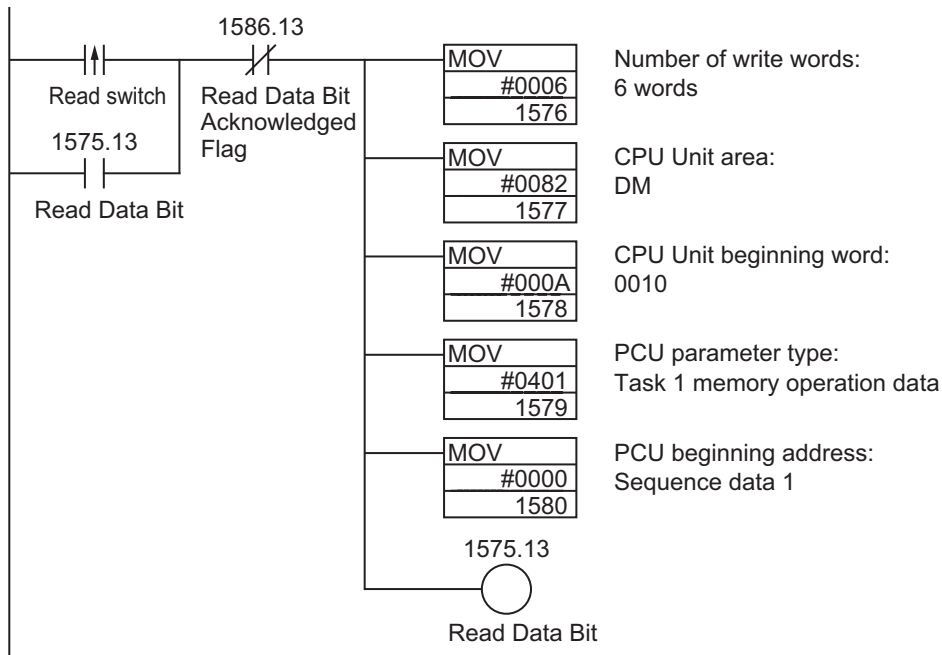 1586.13
Read switch
Read Data Bit
Acknowledged
Flag
1575.13
Read Data Bit
MOV
#0006
1576
Number of write words:
6 words
MOV
#0082
1577
CPU Unit area:
DM
MOV
#000A
1578
CPU Unit beginning word:
0010
MOV
#0401
1579
PCU parameter type:
Task 1 memory operation data
MOV
#0000
1580
PCU beginning address:
Sequence data 1
1575.13
Read Data Bit